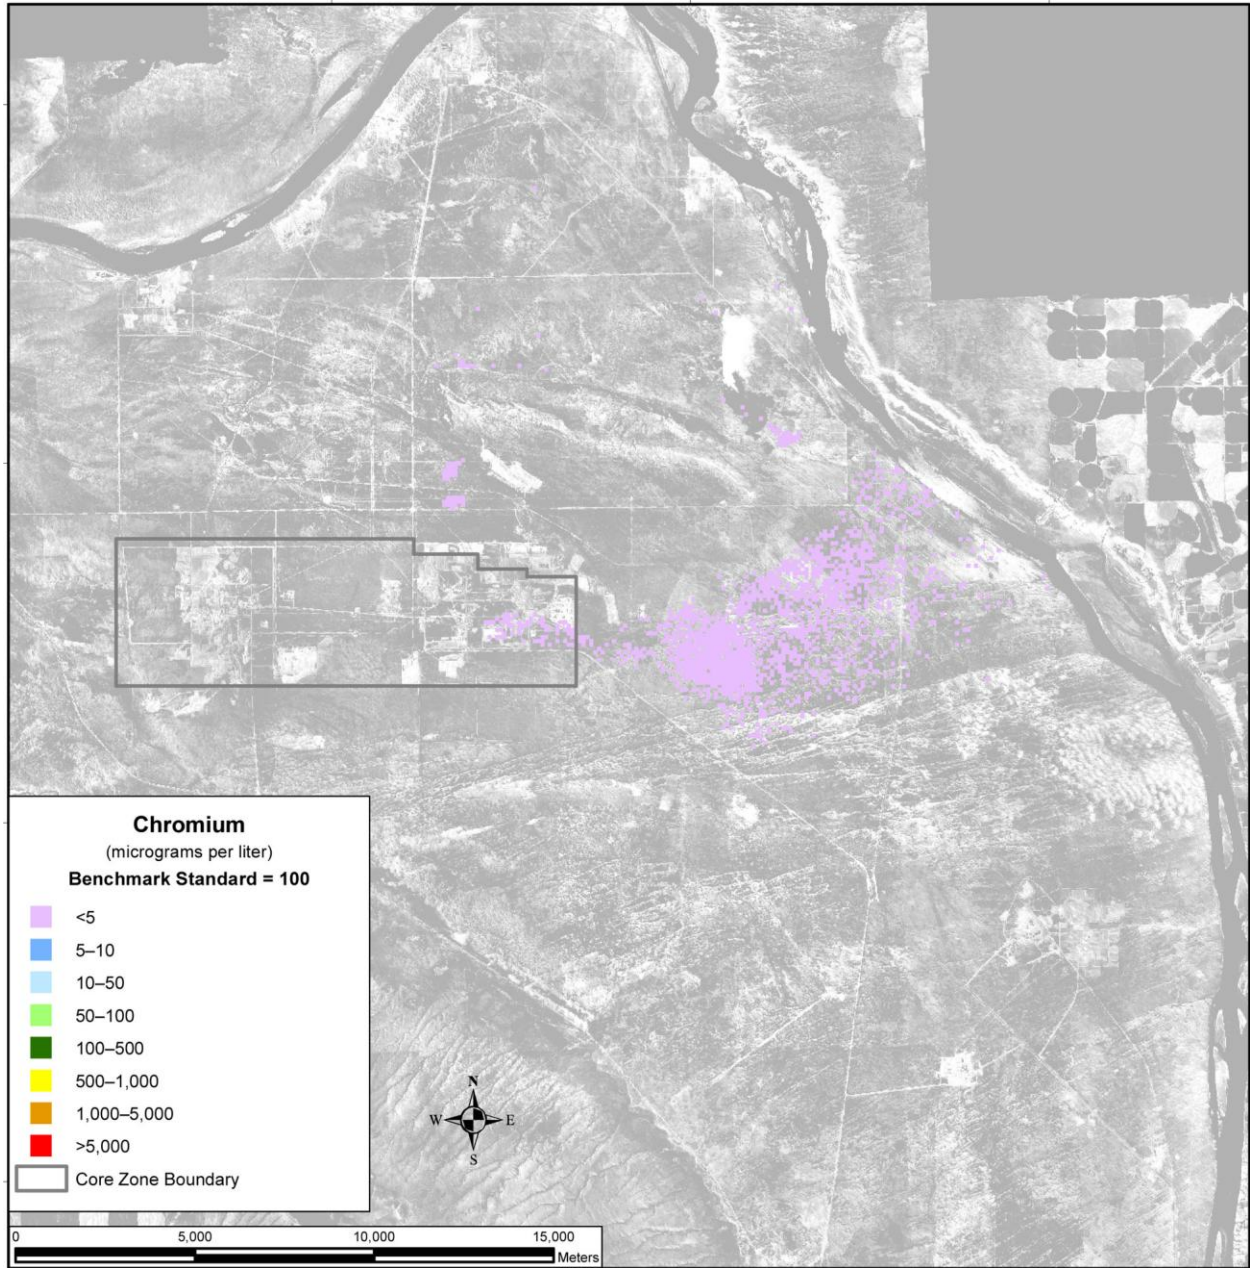 Chromium
(micrograms per liter)
Benchmark Standard = 100
<5
5–10
10–50
50–100
100–500
500–1,000
1,000–5,000
>5,000
Core Zone Boundary
N
W E
S
0 5,000 10,000 15,000
Meters